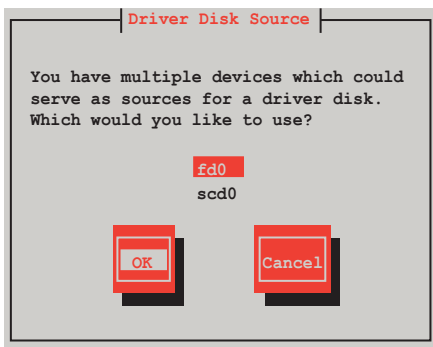 Driver Disk Source
You have multiple devices which could
serve as sources for a driver disk.
Which would you like to use?
fd0
scd0
OK Cancel